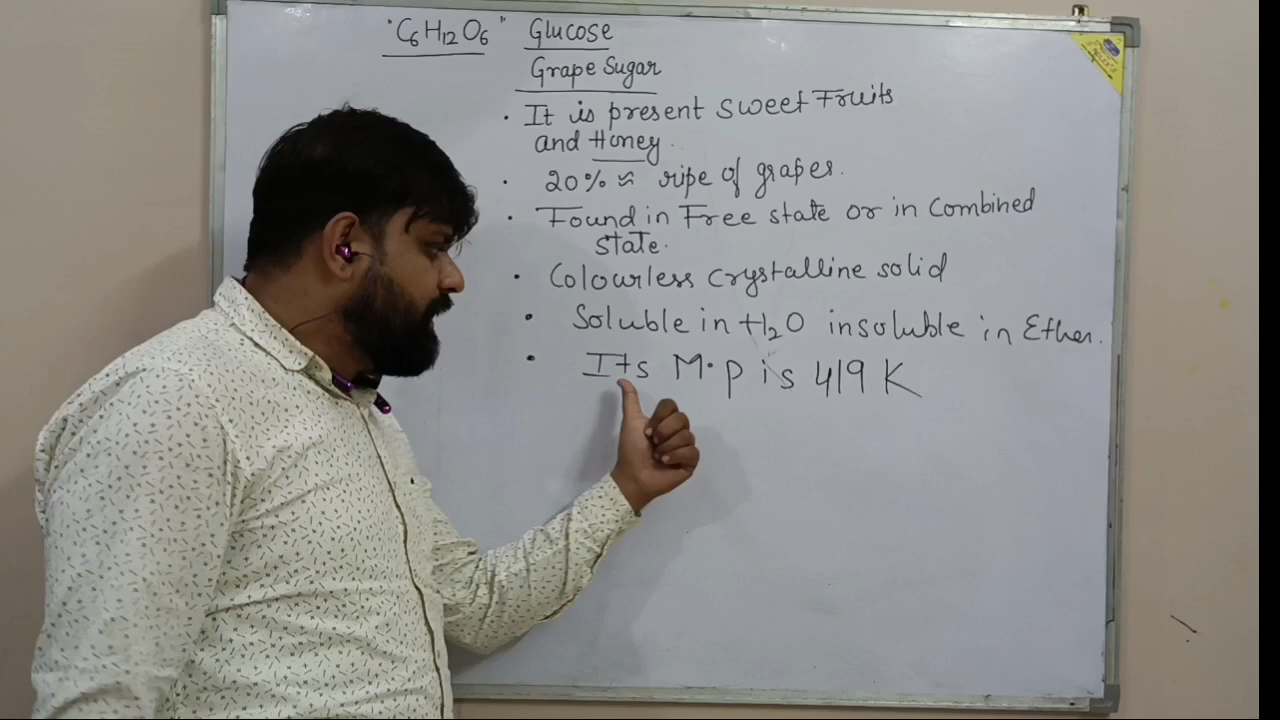 "C6H12O6" Glucose
Grape Sugar
• It is present sweet Fruits
and Honey.
• 20% ≈ ripe of grapes.
• Found in Free state or in Combined
state.
• Colourless crystalline solid
• Soluble in H2O insoluble in Ether.
• Its M.p is 419 K